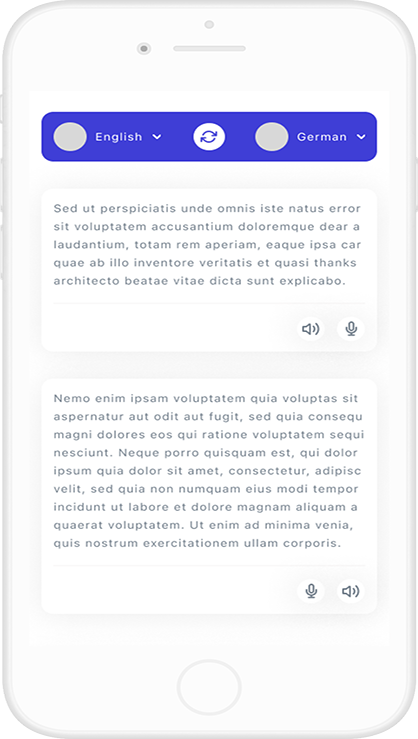 English
German
Sed ut perspiciatis unde omnis iste natus error
sit voluptatem accusantium doloremque dear a
laudantium, totam rem aperiam, eaque ipsa car
quae ab illo inventore veritatis et quasi thanks
architecto beatae vitae dicta sunt explicabo.
Nemo enim ipsam voluptatem quia voluptas sit
aspernatur aut odit aut fugit, sed quia consequ
magni dolores eos qui ratione voluptatem sequi
nesciunt. Neque porro quisquam est, qui dolor
ipsum quia dolor sit amet, consectetur, adipisc
velit, sed quia non numquam eius modi tempor
incidunt ut labore et dolore magnam aliquam a
quaerat voluptatem. Ut enim ad minima venia,
quis nostrum exercitationem ullam corporis.